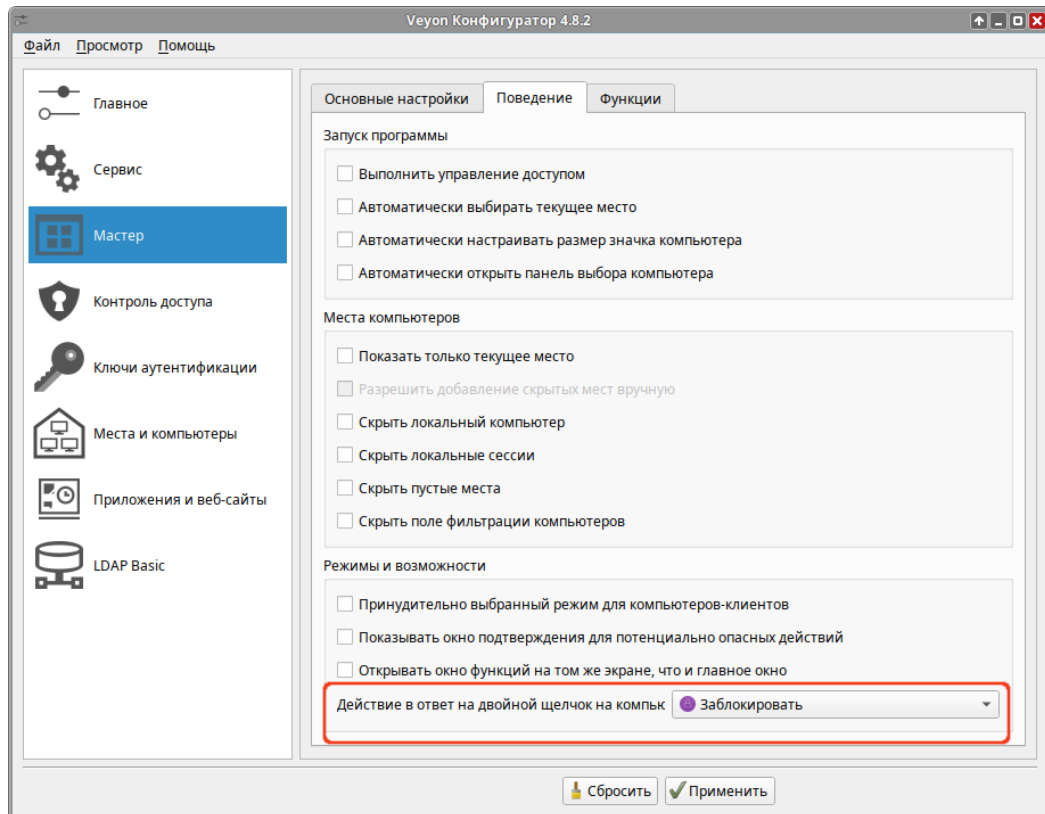 Veyon Конфигуратор 4.8.2
Файл Просмотр Помощь
Главное
Сервис
Мастер
Контроль доступа
Ключи аутентификации
Места и компьютеры
Приложения и веб-сайты
LDAP Basic
Основные настройки Поведение Функции
Запуск программы
Выполнить управление доступом
Автоматически выбирать текущее место
Автоматически настраивать размер значка компьютера
Автоматически открыть панель выбора компьютера
Места компьютеров
Показать только текущее место
Разрешить добавление скрытых мест вручную
Скрыть локальный компьютер
Скрыть локальные сессии
Скрыть пустые места
Скрыть поле фильтрации компьютеров
Режимы и возможности
Принудительно выбранный режим для компьютеров-клиентов
Показывать окно подтверждения для потенциально опасных действий
Открывать окно функций на том же экране, что и главное окно
Действие в ответ на двойной щелчок на компьк Заблокировать
Сбросить Применить